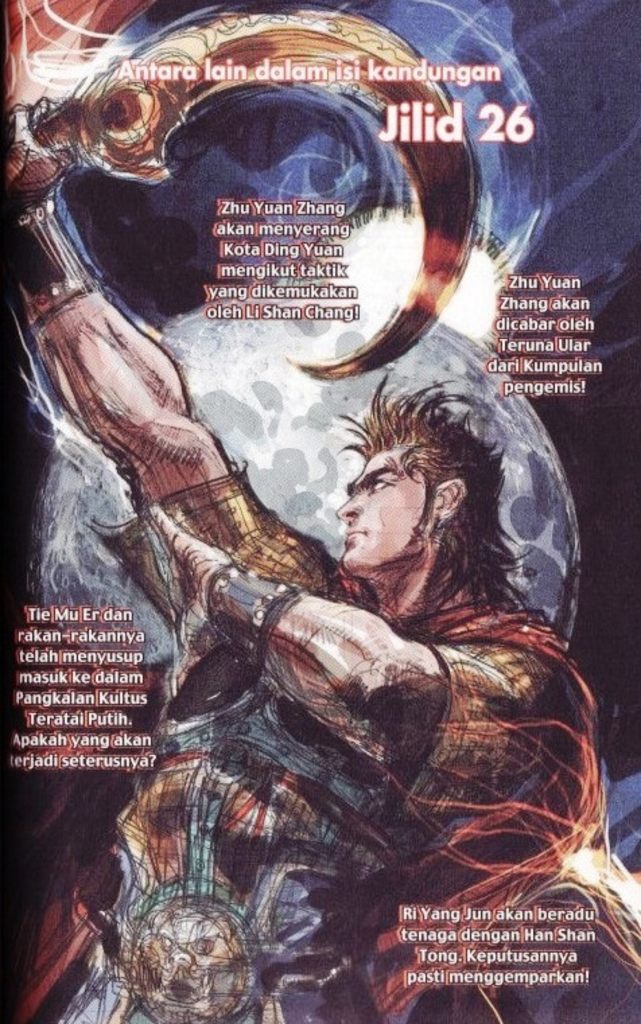 Antara lain dalam isi kandungan
Jilid 26
Zhu Yuan Zhang
akan menyerang
Kota Ding Yuan
mengikut taktik
yang dikemukakan
oleh Li Shan Chang!
Zhu Yuan
Zhang akan
dicabar oleh
Teruna Ular
dari Kumpulan
pengemis!
Tie Mu Er dan
rakan-rakannya
telah menyusup
masuk ke dalam
Pangkalan Kultus
Teratai Putih.
Apakah yang akan
terjadi seterusnya?
Ri Yang Jun akan beradu
tenaga dengan Han Shan
Tong. Keputusannya
pasti menggemparkan!